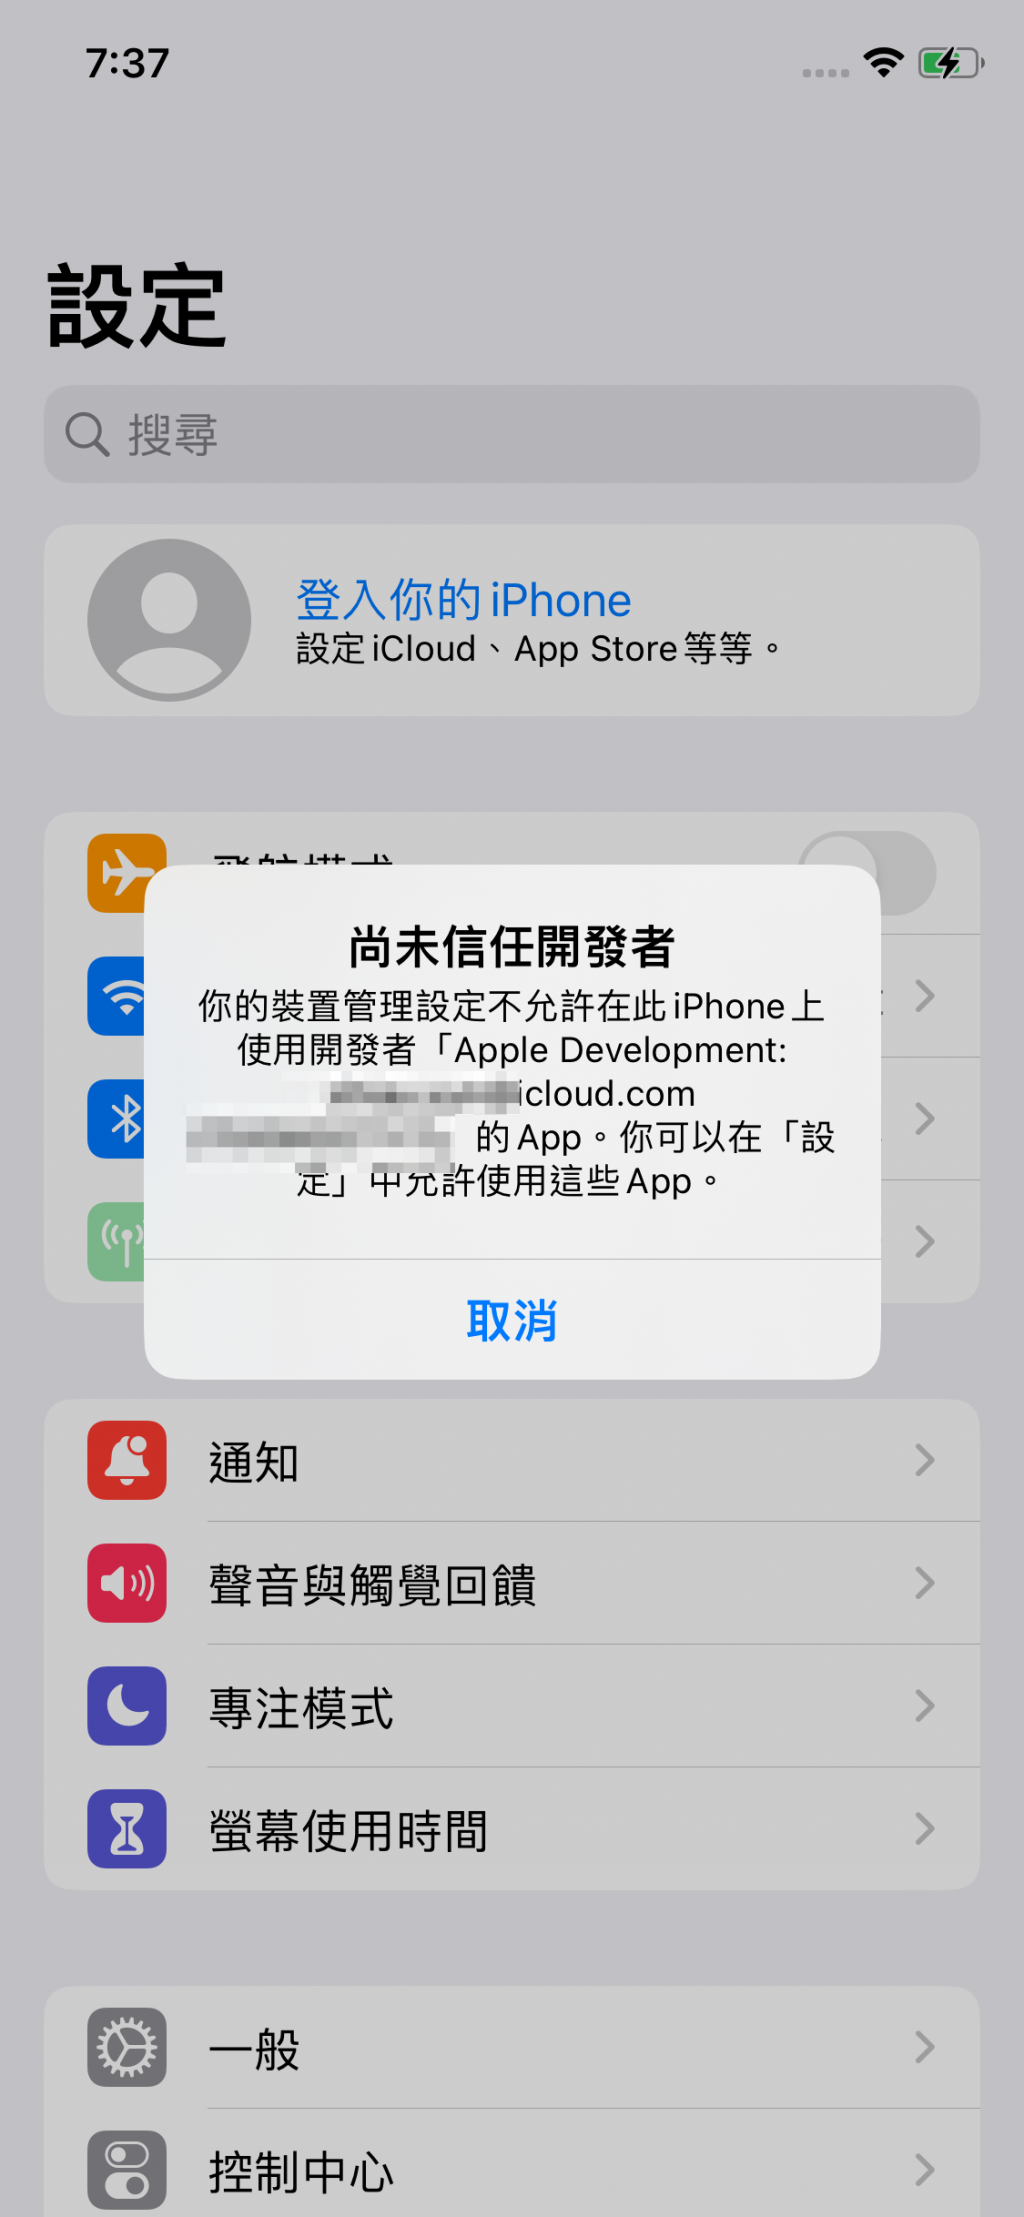 7:37
設定
搜尋
登入你的 iPhone
設定 iCloud、App Store 等等。
飛航模式
尚未信任開發者
你的裝置管理設定不允許在此 iPhone 上
使用開發者「Apple Development:
icloud.com
的 App。你可以在「設
定」中允許使用這些 App。
取消
通知
聲音與觸覺回饋
專注模式
螢幕使用時間
一般
控制中心